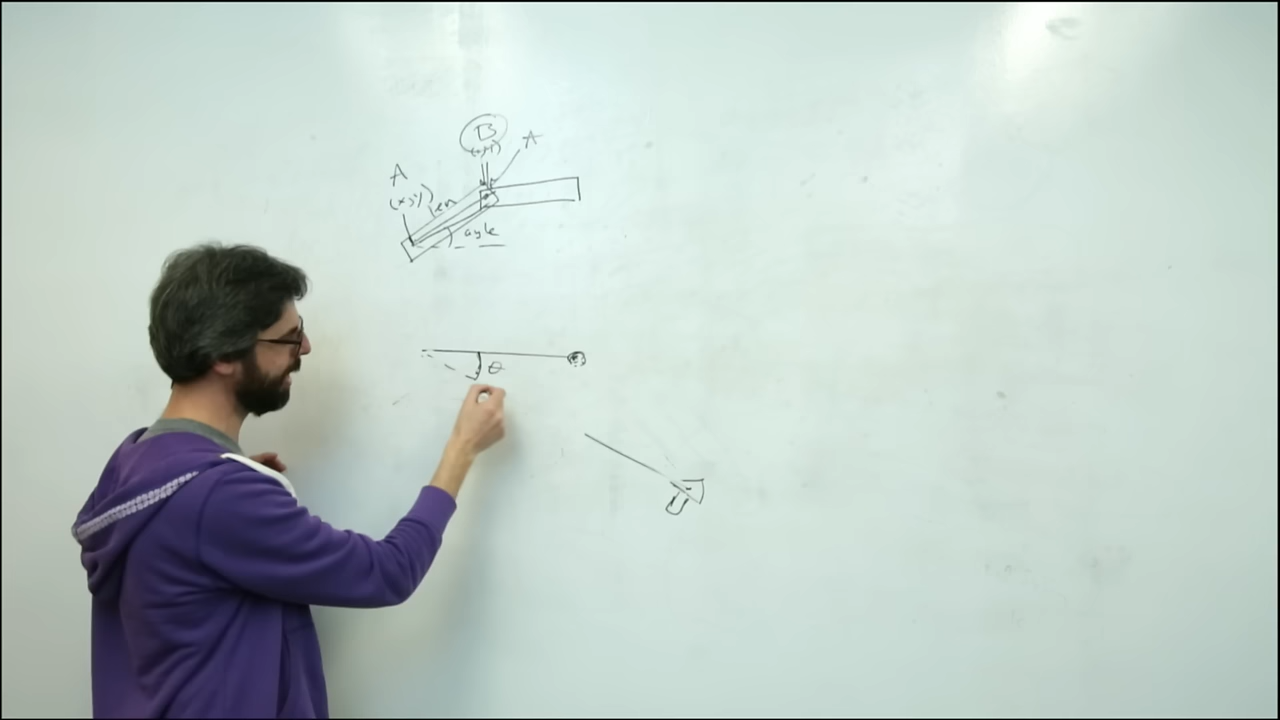 B
(x,y)
A
A
(x,y)
len
angle
θ